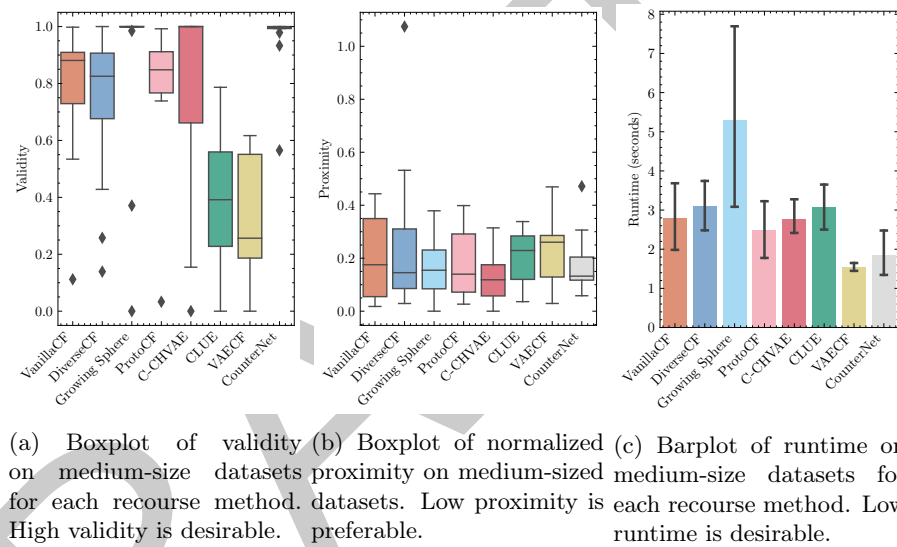 1.0
0.8
0.6
0.4
0.2
0.0
Validity
VanillaCF
DiverseCF
Growing Sphere
ProtoCF
C-CHVAE
CLUE
VAECF
CounterNet
1.0
0.8
0.6
0.4
0.2
0.0
Proximity
VanillaCF
DiverseCF
Growing Sphere
ProtoCF
C-CHVAE
CLUE
VAECF
CounterNet
8
7
6
5
4
3
2
1
0
Runtime (seconds)
VanillaCF
DiverseCF
Growing Sphere
ProtoCF
C-CHVAE
CLUE
VAECF
CounterNet
(a) Boxplot of validity
on medium-size datasets
for each recourse method.
High validity is desirable.
(b) Boxplot of normalized
proximity on medium-sized
datasets. Low proximity is
preferable.
(c) Barplot of runtime on
medium-size datasets for
each recourse method. Low
runtime is desirable.